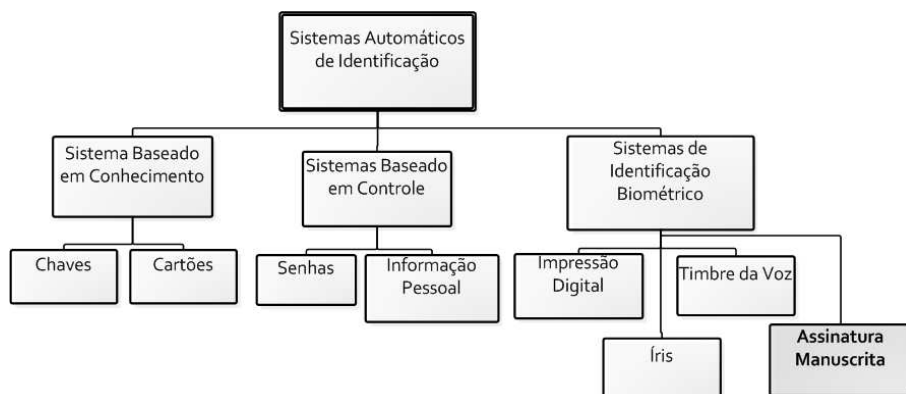 Sistemas Automáticos
de Identificação
Sistema Baseado
em Conhecimento
Sistemas Baseado
em Controle
Sistemas de
Identificação
Biométrico
Chaves
Cartões
Senhas
Informação
Pessoal
Impressão
Digital
Timbre da Voz
Íris
Assinatura
Manuscrita